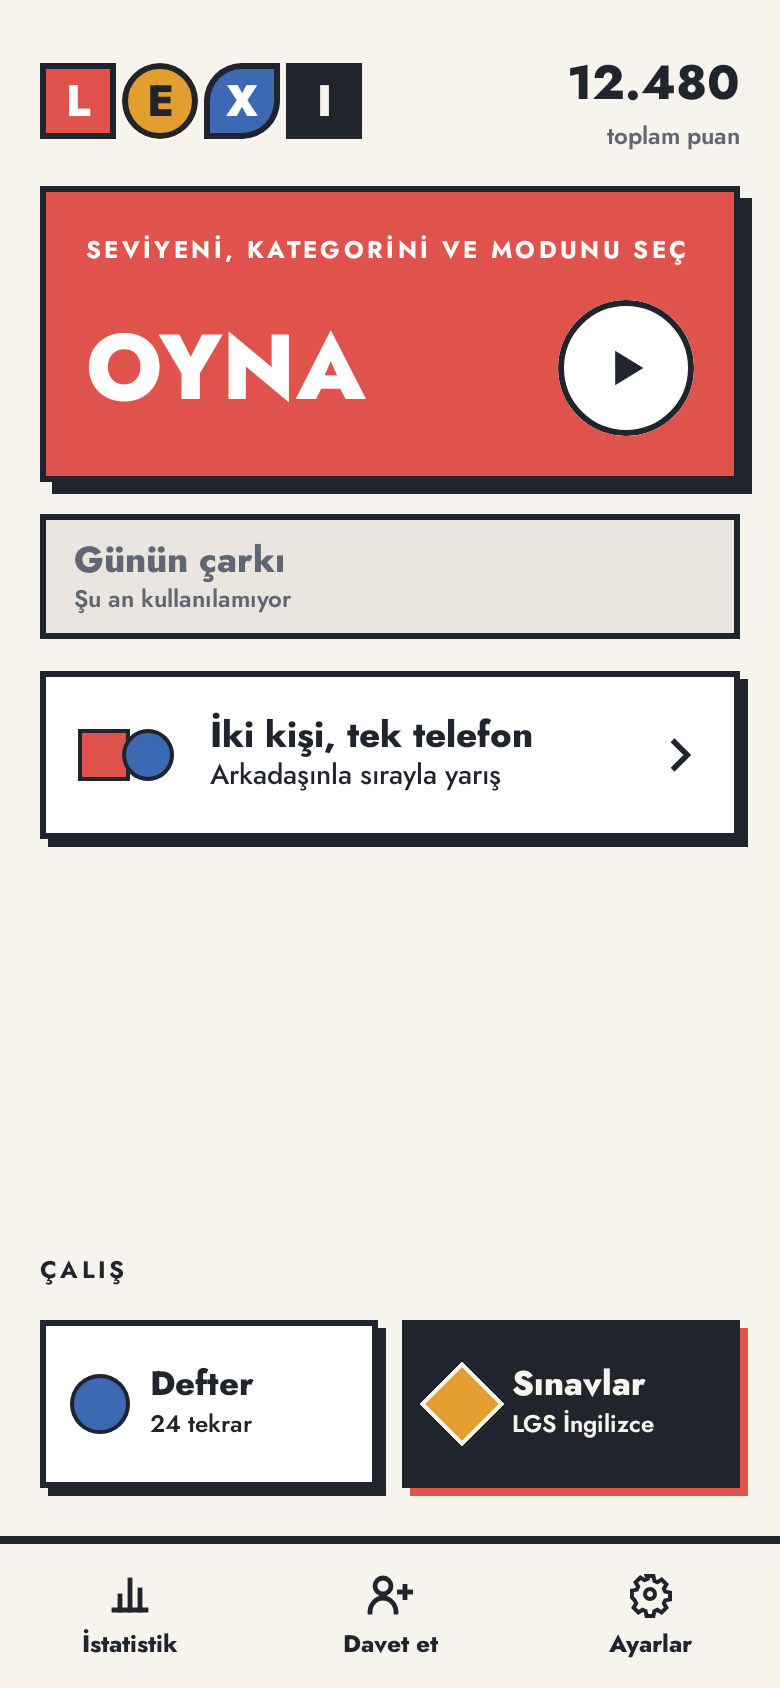 LEXI
12.480
toplam puan
SEVİYENİ, KATEGORİNİ VE MODUNU SEÇ
OYNA
Günün çarkı
Şu an kullanılamıyor
İki kişi, tek telefon
Arkadaşınla sırayla yarış
ÇALIŞ
Defter
24 tekrar
Sınavlar
LGS İngilizce
İstatistik
Davet et
Ayarlar